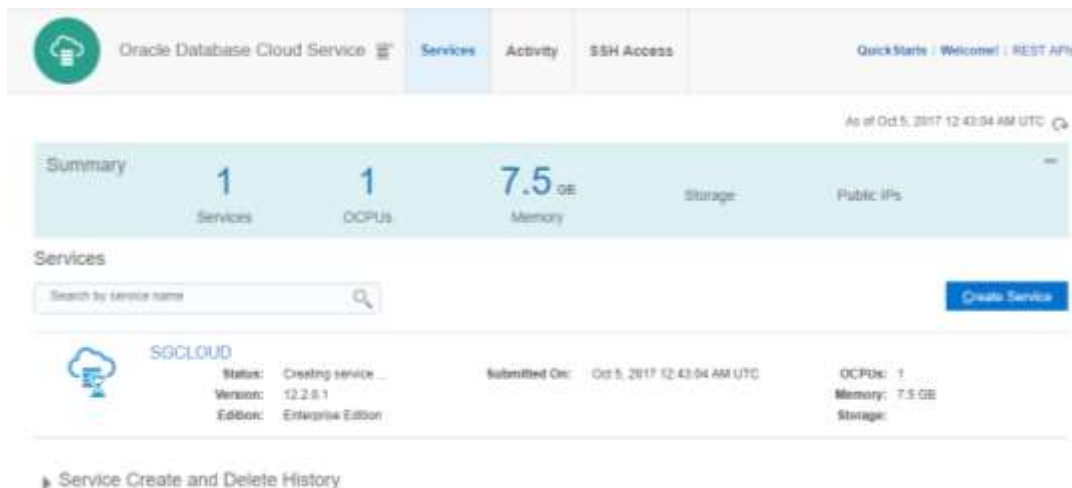 Oracle Database Cloud Service
Services Activity SSH Access
QuickStarts Welcome! REST APIs
As of Oct 5, 2017 12:43:04 AM UTC
Summary
1 1 7.5 GB Storage Public IPs
Services OCPUs Memory
Services
Search by service name
Create Service
SGCLOUD
Status: Creating service ... Submitted On: Oct 5, 2017 12:43:04 AM UTC OCPUs: 1
Version: 12.2.0.1 Memory: 7.5 GB
Edition: Enterprise Edition Storage:
Service Create and Delete History